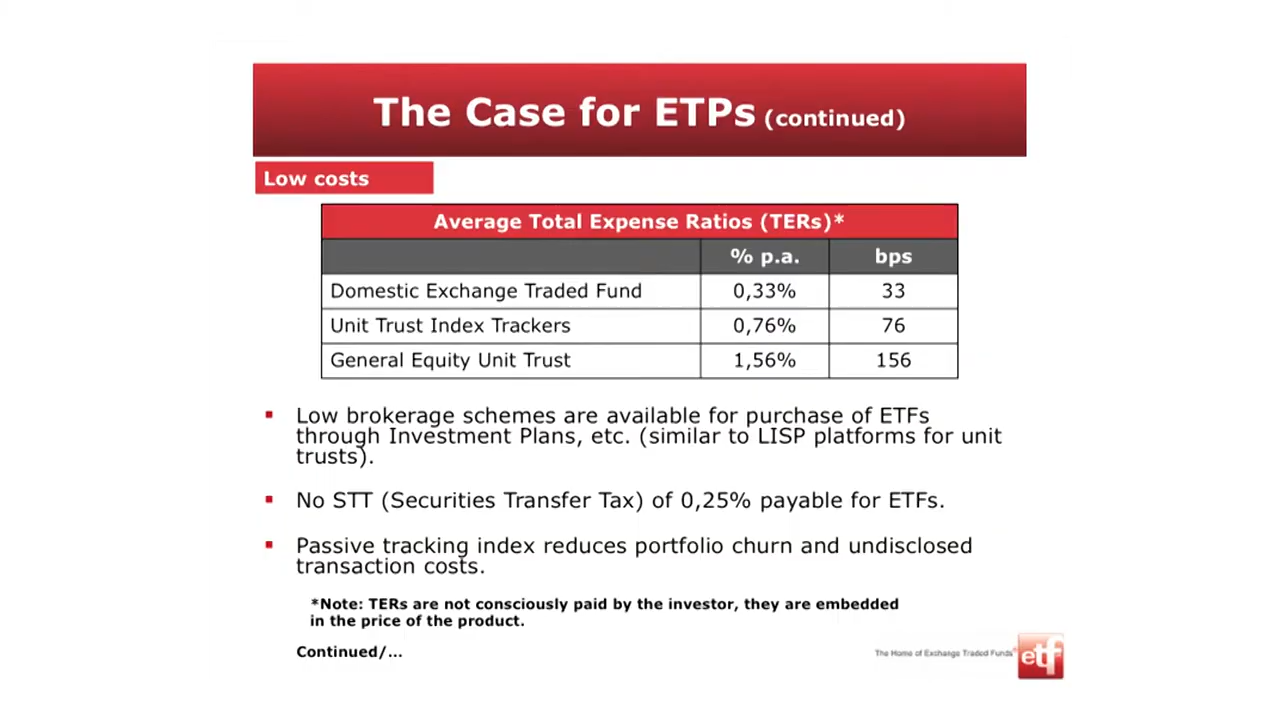 The Case for ETPs (continued)
Low costs
Average Total Expense Ratios (TERs)*
% p.a. bps
Domestic Exchange Traded Fund 0,33% 33
Unit Trust Index Trackers 0,76% 76
General Equity Unit Trust 1,56% 156
Low brokerage schemes are available for purchase of ETFs
through Investment Plans, etc. (similar to LISP platforms for unit
trusts).
No STT (Securities Transfer Tax) of 0,25% payable for ETFs.
Passive tracking index reduces portfolio churn and undisclosed
transaction costs.
*Note: TERs are not consciously paid by the investor, they are embedded
in the price of the product.
Continued/...
The Home of Exchange Traded Funds
etf